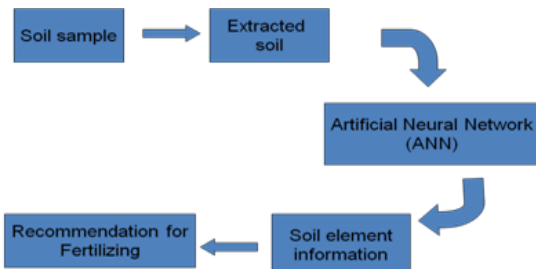 Soil sample
Extracted
soil
Artificial Neural Network
(ANN)
Soil element
information
Recommendation for
Fertilizing